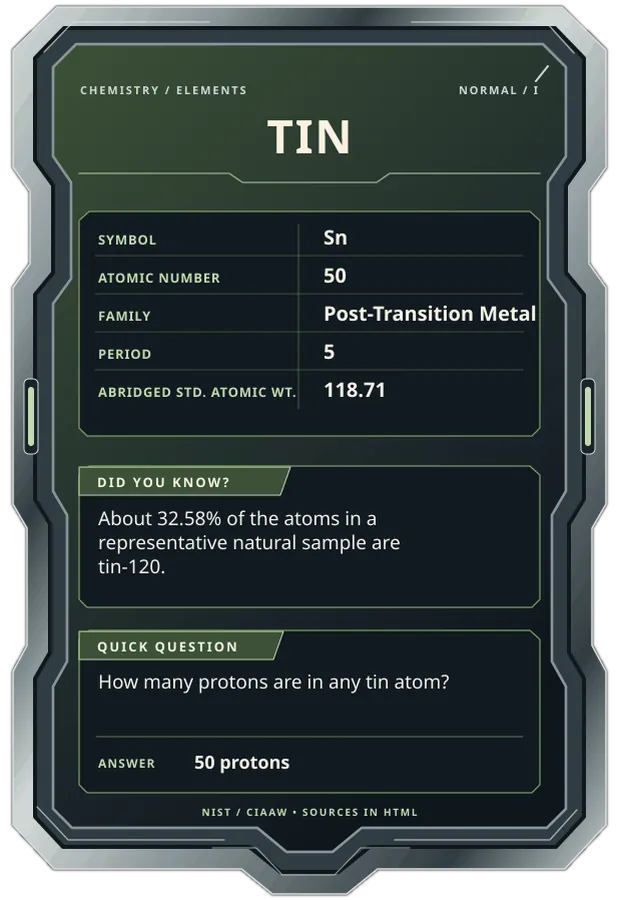 CHEMISTRY / ELEMENTS
NORMAL / I
TIN
SYMBOL Sn
ATOMIC NUMBER 50
FAMILY Post-Transition Metal
PERIOD 5
ABRIDGED STD. ATOMIC WT. 118.71
DID YOU KNOW?
About 32.58% of the atoms in a
representative natural sample are
tin-120.
QUICK QUESTION
How many protons are in any tin atom?
ANSWER 50 protons
NIST / CIAAW • SOURCES IN HTML